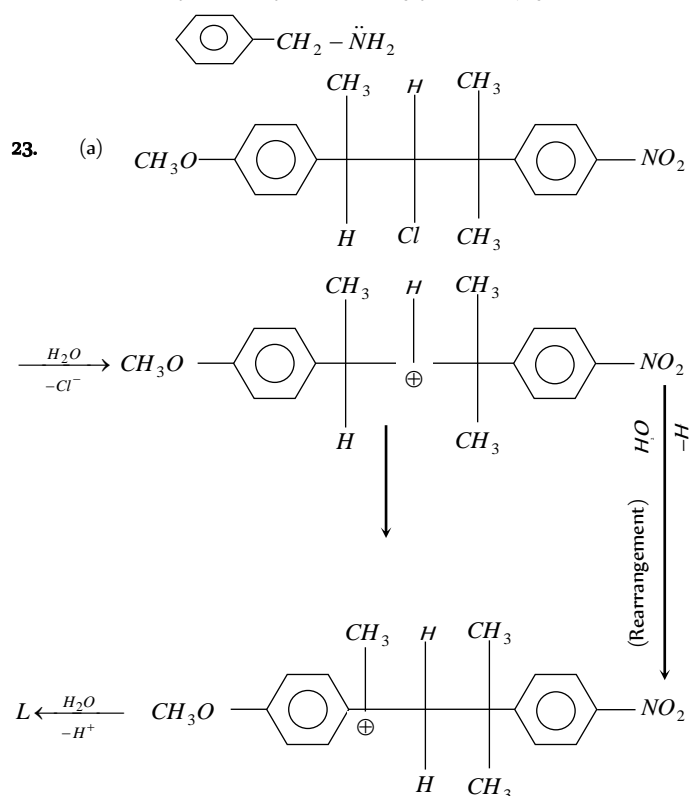 CH₂ – N̈H₂
CH₃ H CH₃
23. (a) CH₃O NO₂
H Cl CH₃
CH₃ H CH₃
H₂O
−Cl⁻
CH₃O ⊕ NO₂
H CH₃
HO
−H
(Rearrangement)
CH₃ H CH₃
L H₂O
−H⁺
CH₃O ⊕ NO₂
H CH₃